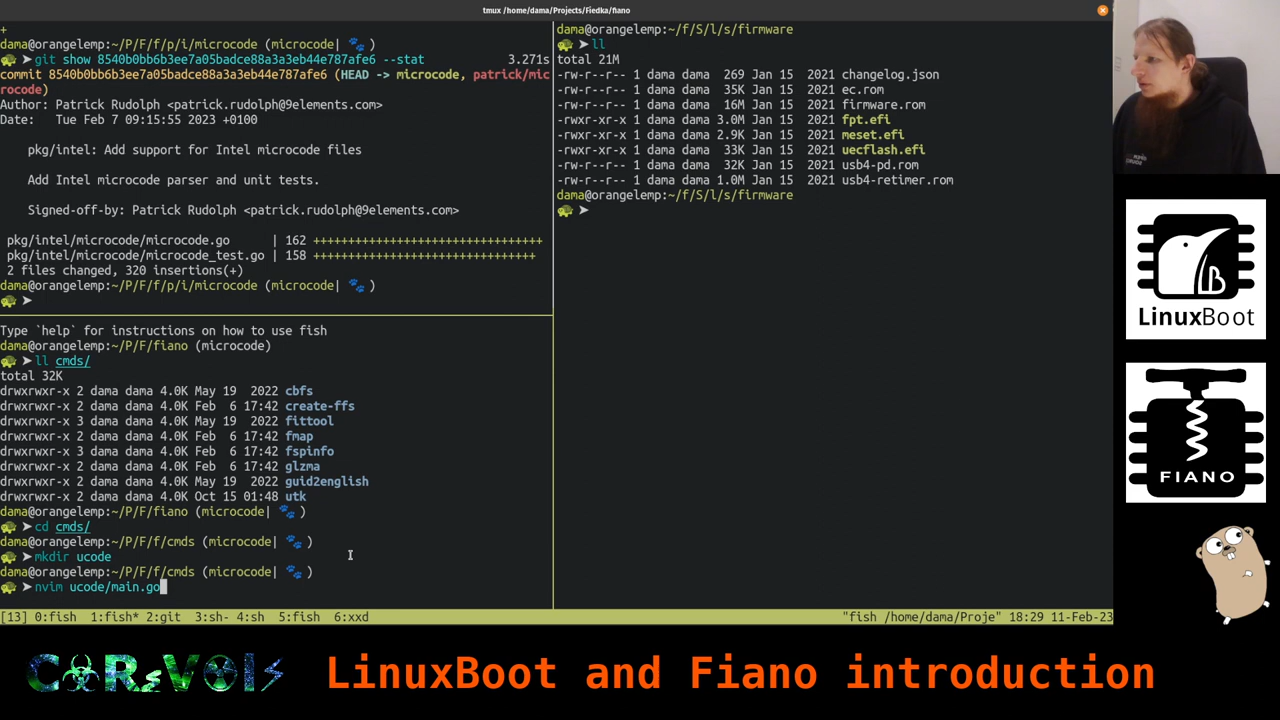 tmux /home/dama/Projects/Fiedka/fiano
+
dama@orangelemp:~/P/F/f/p/i/microcode (microcode| 🐾 )
🐢 ➤ git show 8540b0bb6b3ee7a05badce88a3a3eb44e787afe6 --stat 3.271s
commit 8540b0bb6b3ee7a05badce88a3a3eb44e787afe6 (HEAD -> microcode, patrick/mic
rocode)
Author: Patrick Rudolph <patrick.rudolph@9elements.com>
Date:   Tue Feb 7 09:15:55 2023 +0100
pkg/intel: Add support for Intel microcode files
Add Intel microcode parser and unit tests.
Signed-off-by: Patrick Rudolph <patrick.rudolph@9elements.com>
pkg/intel/microcode/microcode.go      | 162 +++++++++++++++++++++++++++++++++
pkg/intel/microcode/microcode_test.go | 158 ++++++++++++++++++++++++++++++++
2 files changed, 320 insertions(+)
dama@orangelemp:~/P/F/f/p/i/microcode (microcode| 🐾 )
🐢 ➤
Type `help` for instructions on how to use fish
dama@orangelemp:~/P/F/fiano (microcode)
🐢 ➤ ll cmds/
total 32K
drwxrwxr-x 2 dama dama 4.0K May 19  2022 cbfs
drwxrwxr-x 2 dama dama 4.0K Feb  6 17:42 create-ffs
drwxrwxr-x 3 dama dama 4.0K May 19  2022 fittool
drwxrwxr-x 2 dama dama 4.0K Feb  6 17:42 fmap
drwxrwxr-x 3 dama dama 4.0K Feb  6 17:42 fspinfo
drwxrwxr-x 2 dama dama 4.0K Feb  6 17:42 glzma
drwxrwxr-x 2 dama dama 4.0K May 19  2022 guid2english
drwxrwxr-x 2 dama dama 4.0K Oct 15 01:48 utk
dama@orangelemp:~/P/F/fiano (microcode| 🐾 )
🐢 ➤ cd cmds/
dama@orangelemp:~/P/F/f/cmds (microcode| 🐾 )
🐢 ➤ mkdir ucode
dama@orangelemp:~/P/F/f/cmds (microcode| 🐾 )
🐢 ➤ nvim ucode/main.go
dama@orangelemp:~/f/S/l/s/firmware
🐢 ➤ ll
total 21M
-rw-r--r-- 1 dama dama  269 Jan 15  2021 changelog.json
-rw-r--r-- 1 dama dama  35K Jan 15  2021 ec.rom
-rw-r--r-- 1 dama dama  16M Jan 15  2021 firmware.rom
-rwxr-xr-x 1 dama dama 3.0M Jan 15  2021 fpt.efi
-rwxr-xr-x 1 dama dama 2.9K Jan 15  2021 meset.efi
-rwxr-xr-x 1 dama dama  33K Jan 15  2021 uecflash.efi
-rw-r--r-- 1 dama dama  32K Jan 15  2021 usb4-pd.rom
-rw-r--r-- 1 dama dama 1.0M Jan 15  2021 usb4-retimer.rom
dama@orangelemp:~/f/S/l/s/firmware
🐢 ➤
[13] 0:fish  1:fish* 2:git  3:sh- 4:sh  5:fish  6:xxd "fish /home/dama/Proje" 18:29 11-Feb-23
LB
LinuxBoot
FIANO
LinuxBoot and Fiano introduction